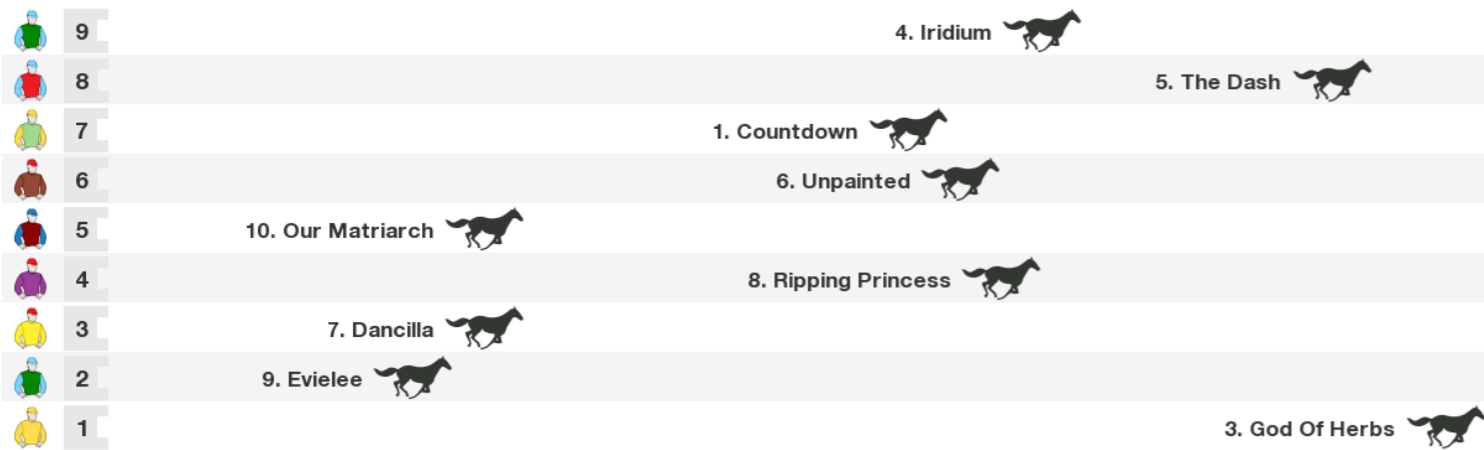 9 4. Iridium
8 5. The Dash
7 1. Countdown
6 6. Unpainted
5 10. Our Matriarch
4 8. Ripping Princess
3 7. Dancilla
2 9. Evielee
1 3. God Of Herbs